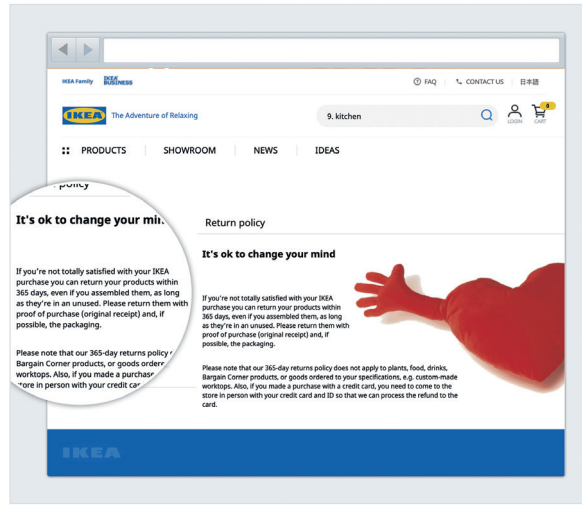 IKEA Family IKEA BUSINESS FAQ CONTACT US 日本語
IKEA The Adventure of Relaxing 9. kitchen LOGIN 0 CART
PRODUCTS SHOWROOM NEWS IDEAS
policy
It's ok to change your min
If you're not totally satisfied with your IKEA
purchase you can return your products within
365 days, even if you assembled them, as long
as they're in an unused. Please return them with
proof of purchase (original receipt) and, if
possible, the packaging.
Please note that our 365-day returns policy
Bargain Corner products, or goods ordere
worktops. Also, if you made a purchase
store in person with your credit car
Return policy
It's ok to change your mind
If you're not totally satisfied with your IKEA
purchase you can return your products within
365 days, even if you assembled them, as long
as they're in an unused. Please return them with
proof of purchase (original receipt) and, if
possible, the packaging.
Please note that our 365-day returns policy does not apply to plants, food, drinks,
Bargain Corner products, or goods ordered to your specifications, e.g. custom-made
worktops. Also, if you made a purchase with a credit card, you need to come to the
store in person with your credit card and ID so that we can process the refund to the
card.
IKEA